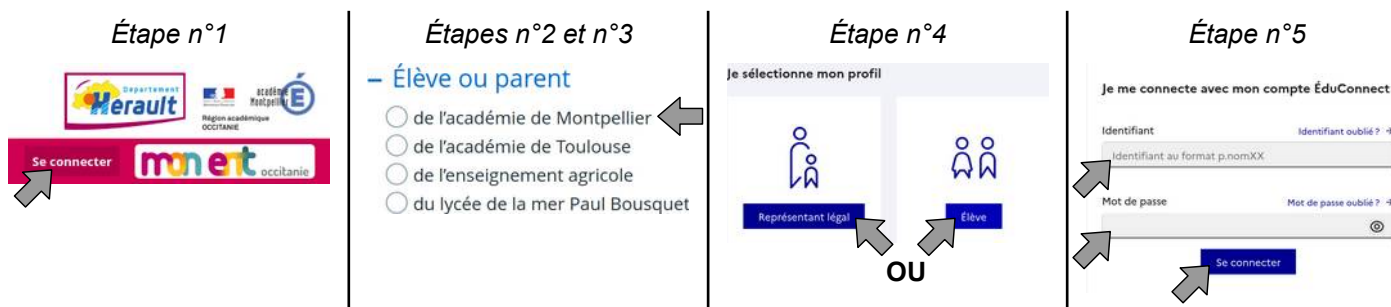 Étape n°1
Département
Hérault
académie
Montpellier
É
Région académique
OCCITANIE
Se connecter
mon ent occitanie
Étapes n°2 et n°3
– Élève ou parent
de l'académie de Montpellier
de l'académie de Toulouse
de l'enseignement agricole
du lycée de la mer Paul Bousquet
Étape n°4
Je sélectionne mon profil
Représentant légal
Élève
OU
Étape n°5
Je me connecte avec mon compte ÉduConnect
Identifiant
Identifiant oublié ?
Identifiant au format p.nomXX
Mot de passe
Mot de passe oublié ?
Se connecter